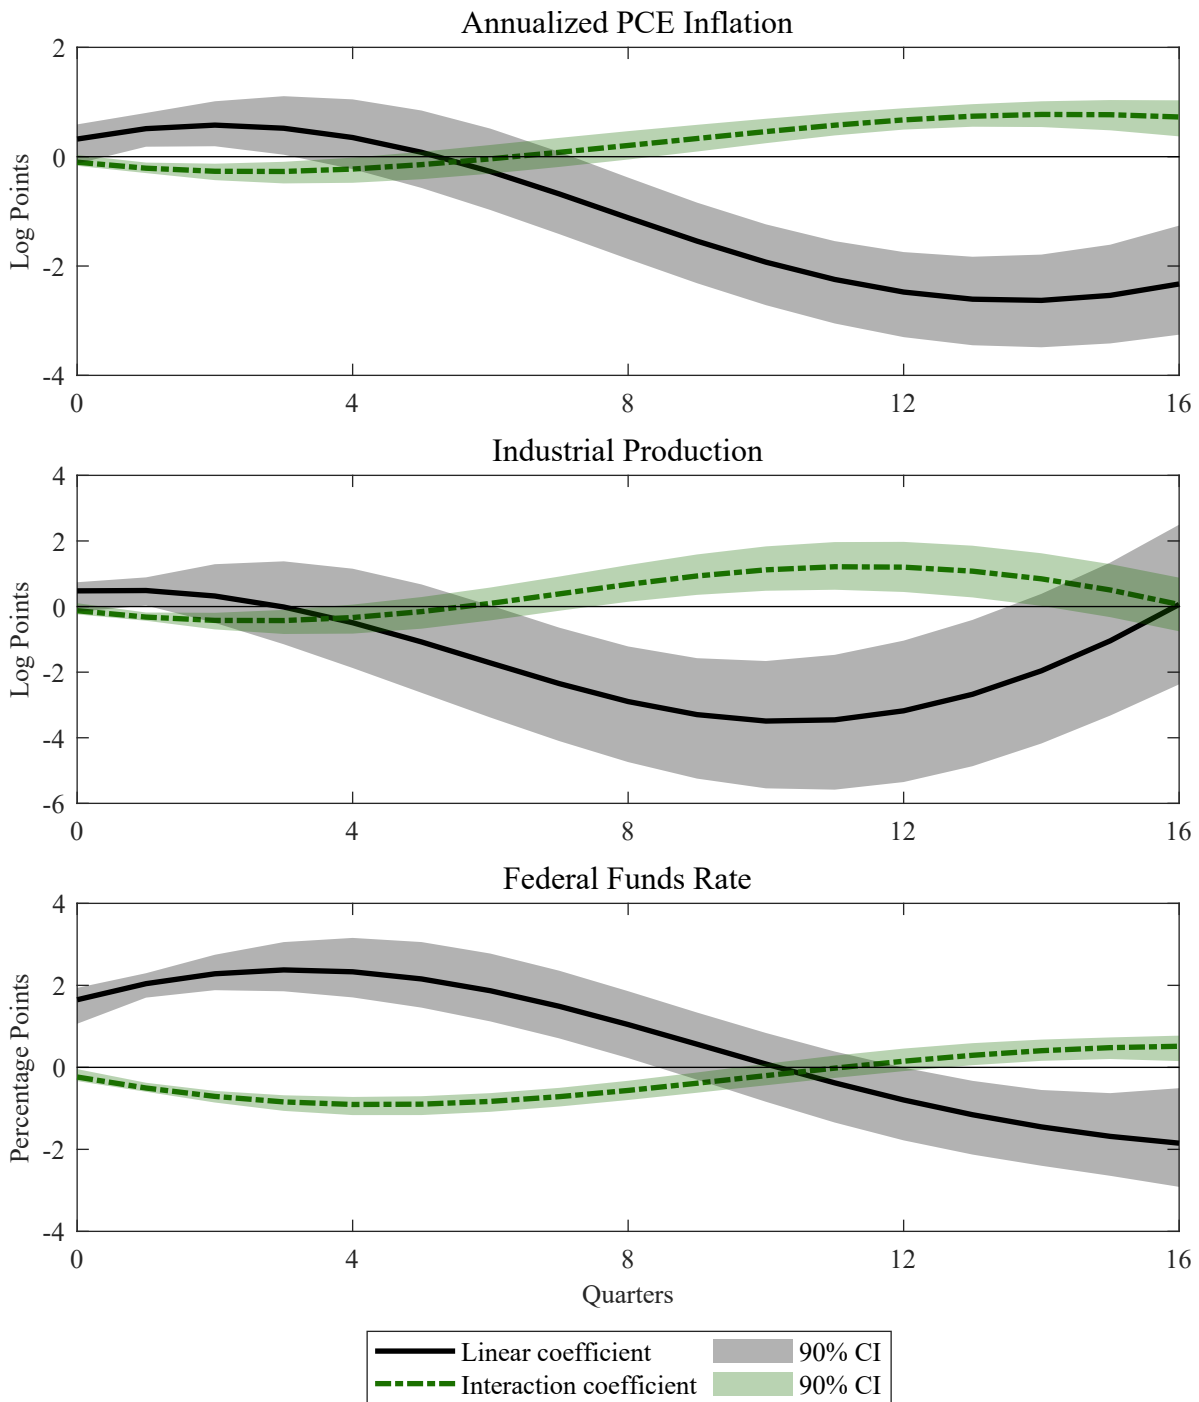 Annualized PCE Inflation
2
0
-2
-4
Log Points
0 4 8 12 16
Industrial Production
4
2
0
-2
-4
-6
Log Points
0 4 8 12 16
Federal Funds Rate
4
2
0
-2
-4
Percentage Points
0 4 8 12 16
Quarters
Linear coefficient 90% CI
Interaction coefficient 90% CI